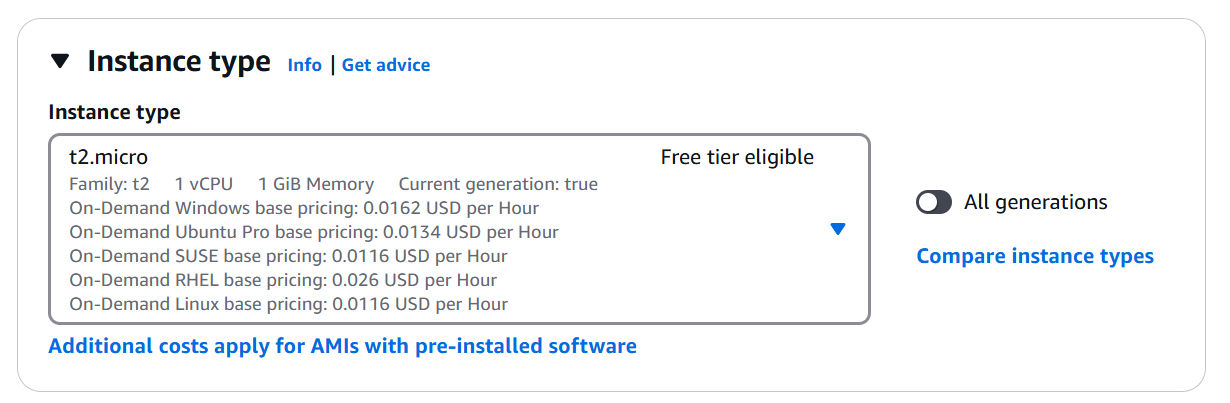 Instance type Info | Get advice
Instance type
t2.micro Free tier eligible
Family: t2 1 vCPU 1 GiB Memory Current generation: true
On-Demand Windows base pricing: 0.0162 USD per Hour
On-Demand Ubuntu Pro base pricing: 0.0134 USD per Hour
On-Demand SUSE base pricing: 0.0116 USD per Hour
On-Demand RHEL base pricing: 0.026 USD per Hour
On-Demand Linux base pricing: 0.0116 USD per Hour
All generations
Compare instance types
Additional costs apply for AMIs with pre-installed software